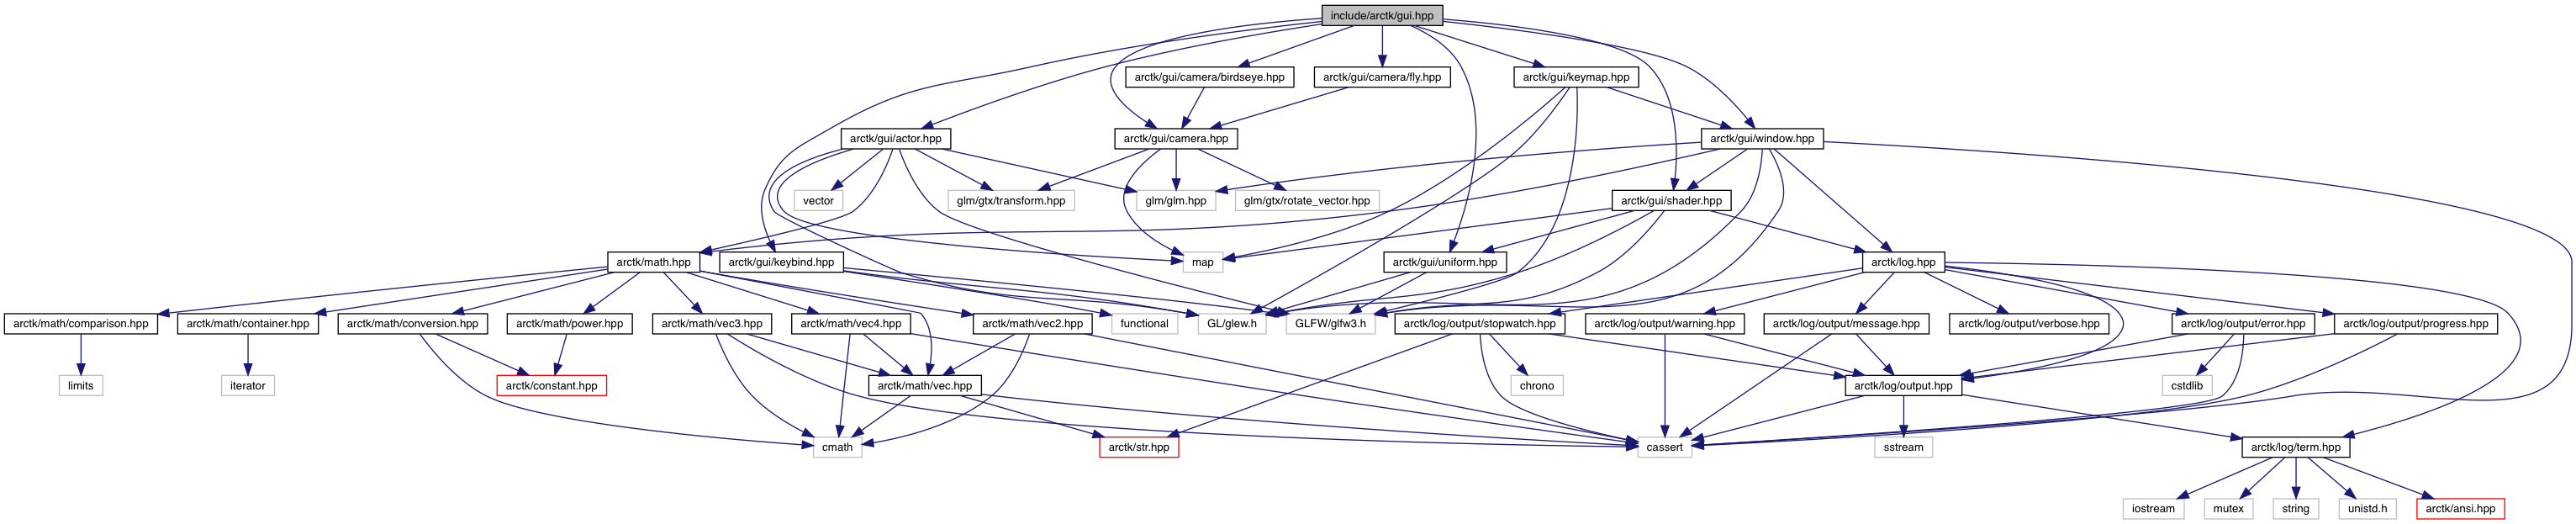 include/arctk/gui.hpp
arctk/gui/camera/birdseye.hpp
arctk/gui/camera/fly.hpp
arctk/gui/keymap.hpp
arctk/gui/actor.hpp
arctk/gui/camera.hpp
arctk/gui/window.hpp
vector
glm/gtx/transform.hpp
glm/glm.hpp
glm/gtx/rotate_vector.hpp
arctk/gui/shader.hpp
arctk/math.hpp
arctk/gui/keybind.hpp
map
arctk/gui/uniform.hpp
arctk/log.hpp
arctk/math/comparison.hpp
arctk/math/container.hpp
arctk/math/conversion.hpp
arctk/math/power.hpp
arctk/math/vec3.hpp
arctk/math/vec4.hpp
arctk/math/vec2.hpp
functional
GL/glew.h
GLFW/glfw3.h
arctk/log/output/stopwatch.hpp
arctk/log/output/warning.hpp
arctk/log/output/message.hpp
arctk/log/output/verbose.hpp
arctk/log/output/error.hpp
arctk/log/output/progress.hpp
limits
iterator
arctk/constant.hpp
arctk/math/vec.hpp
chrono
arctk/log/output.hpp
cstdlib
cmath
arctk/str.hpp
cassert
sstream
arctk/log/term.hpp
iostream
mutex
string
unistd.h
arctk/ansi.hpp